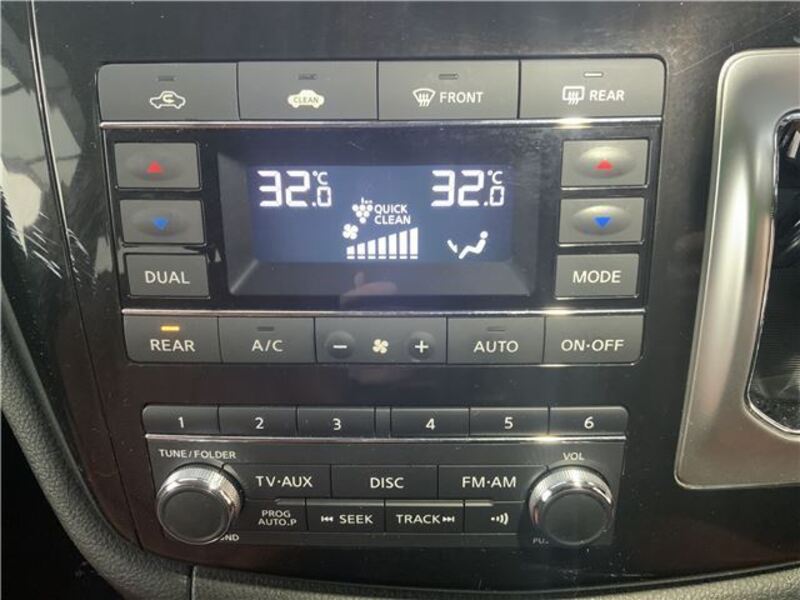 CLEAN
FRONT
REAR
32.0°C
32.0°C
QUICK
CLEAN
DUAL
MODE
REAR
A/C
AUTO
ON·OFF
1 2 3 4 5 6
TUNE/FOLDER
VOL
TV·AUX
DISC
FM·AM
PROG
AUTO.P
SEEK
TRACK